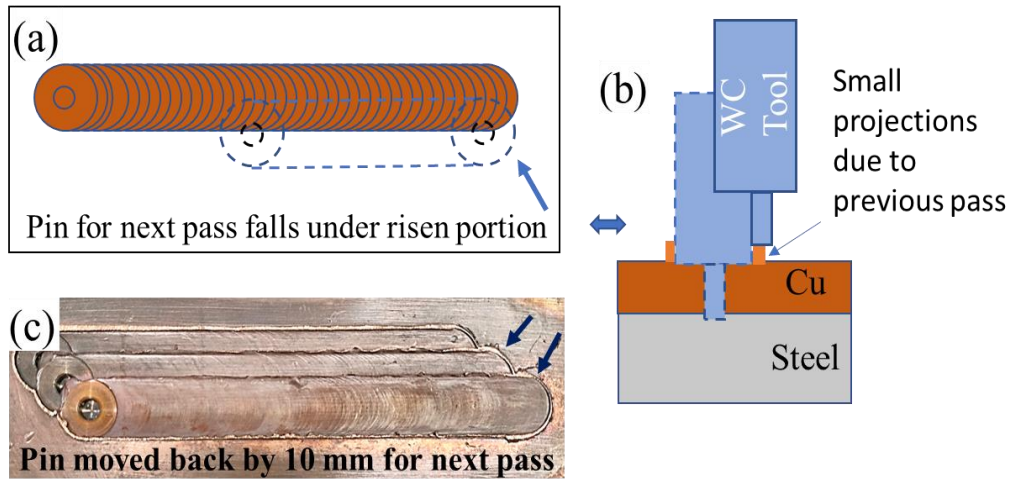 (a)
Pin for next pass falls under risen portion
(b)
WC
Tool
Small
projections
due to
previous pass
Cu
Steel
(c)
Pin moved back by 10 mm for next pass